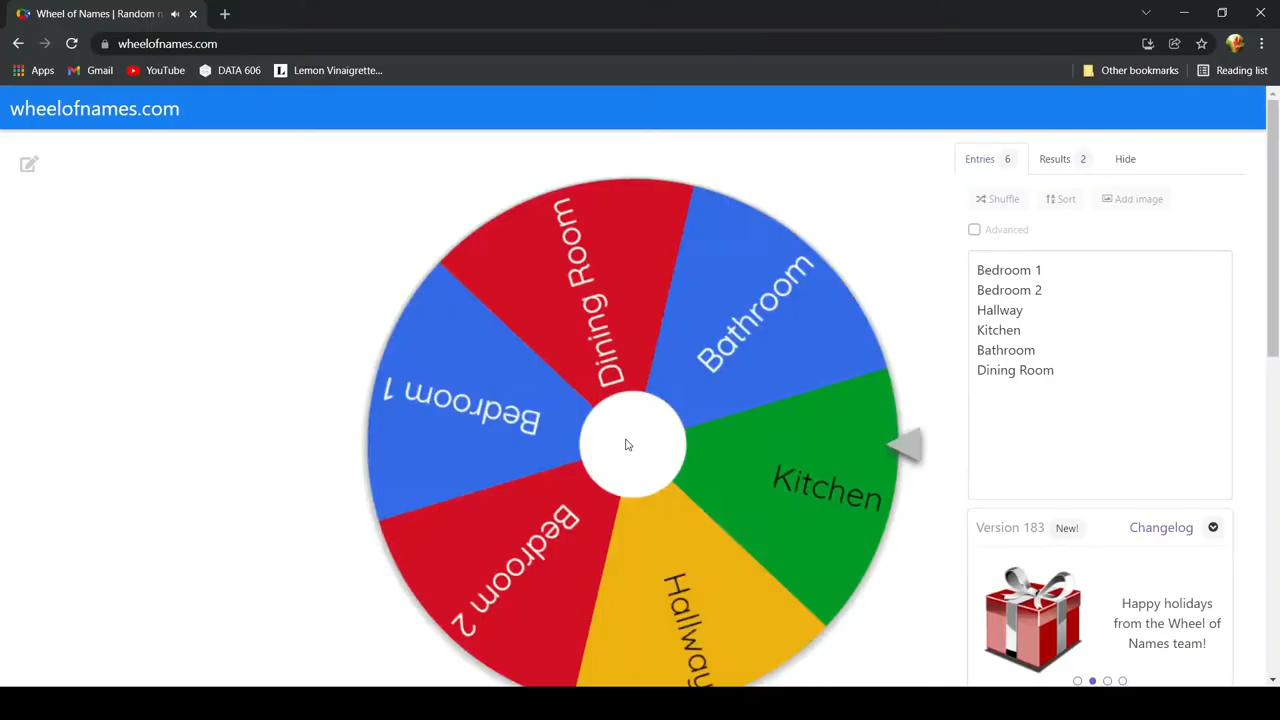 Wheel of Names | Random n
wheelofnames.com
Apps
Gmail
YouTube
DATA 606
L Lemon Vinaigrette...
Other bookmarks
Reading list
wheelofnames.com
Entries 6
Results 2
Hide
Shuffle
Sort
Add image
Advanced
Bedroom 1
Bedroom 2
Hallway
Kitchen
Bathroom
Dining Room
Dining Room
Bathroom
Kitchen
Hallway
Bedroom 2
Bedroom 1
Version 183 New!
Changelog
Happy holidays
from the Wheel of
Names team!